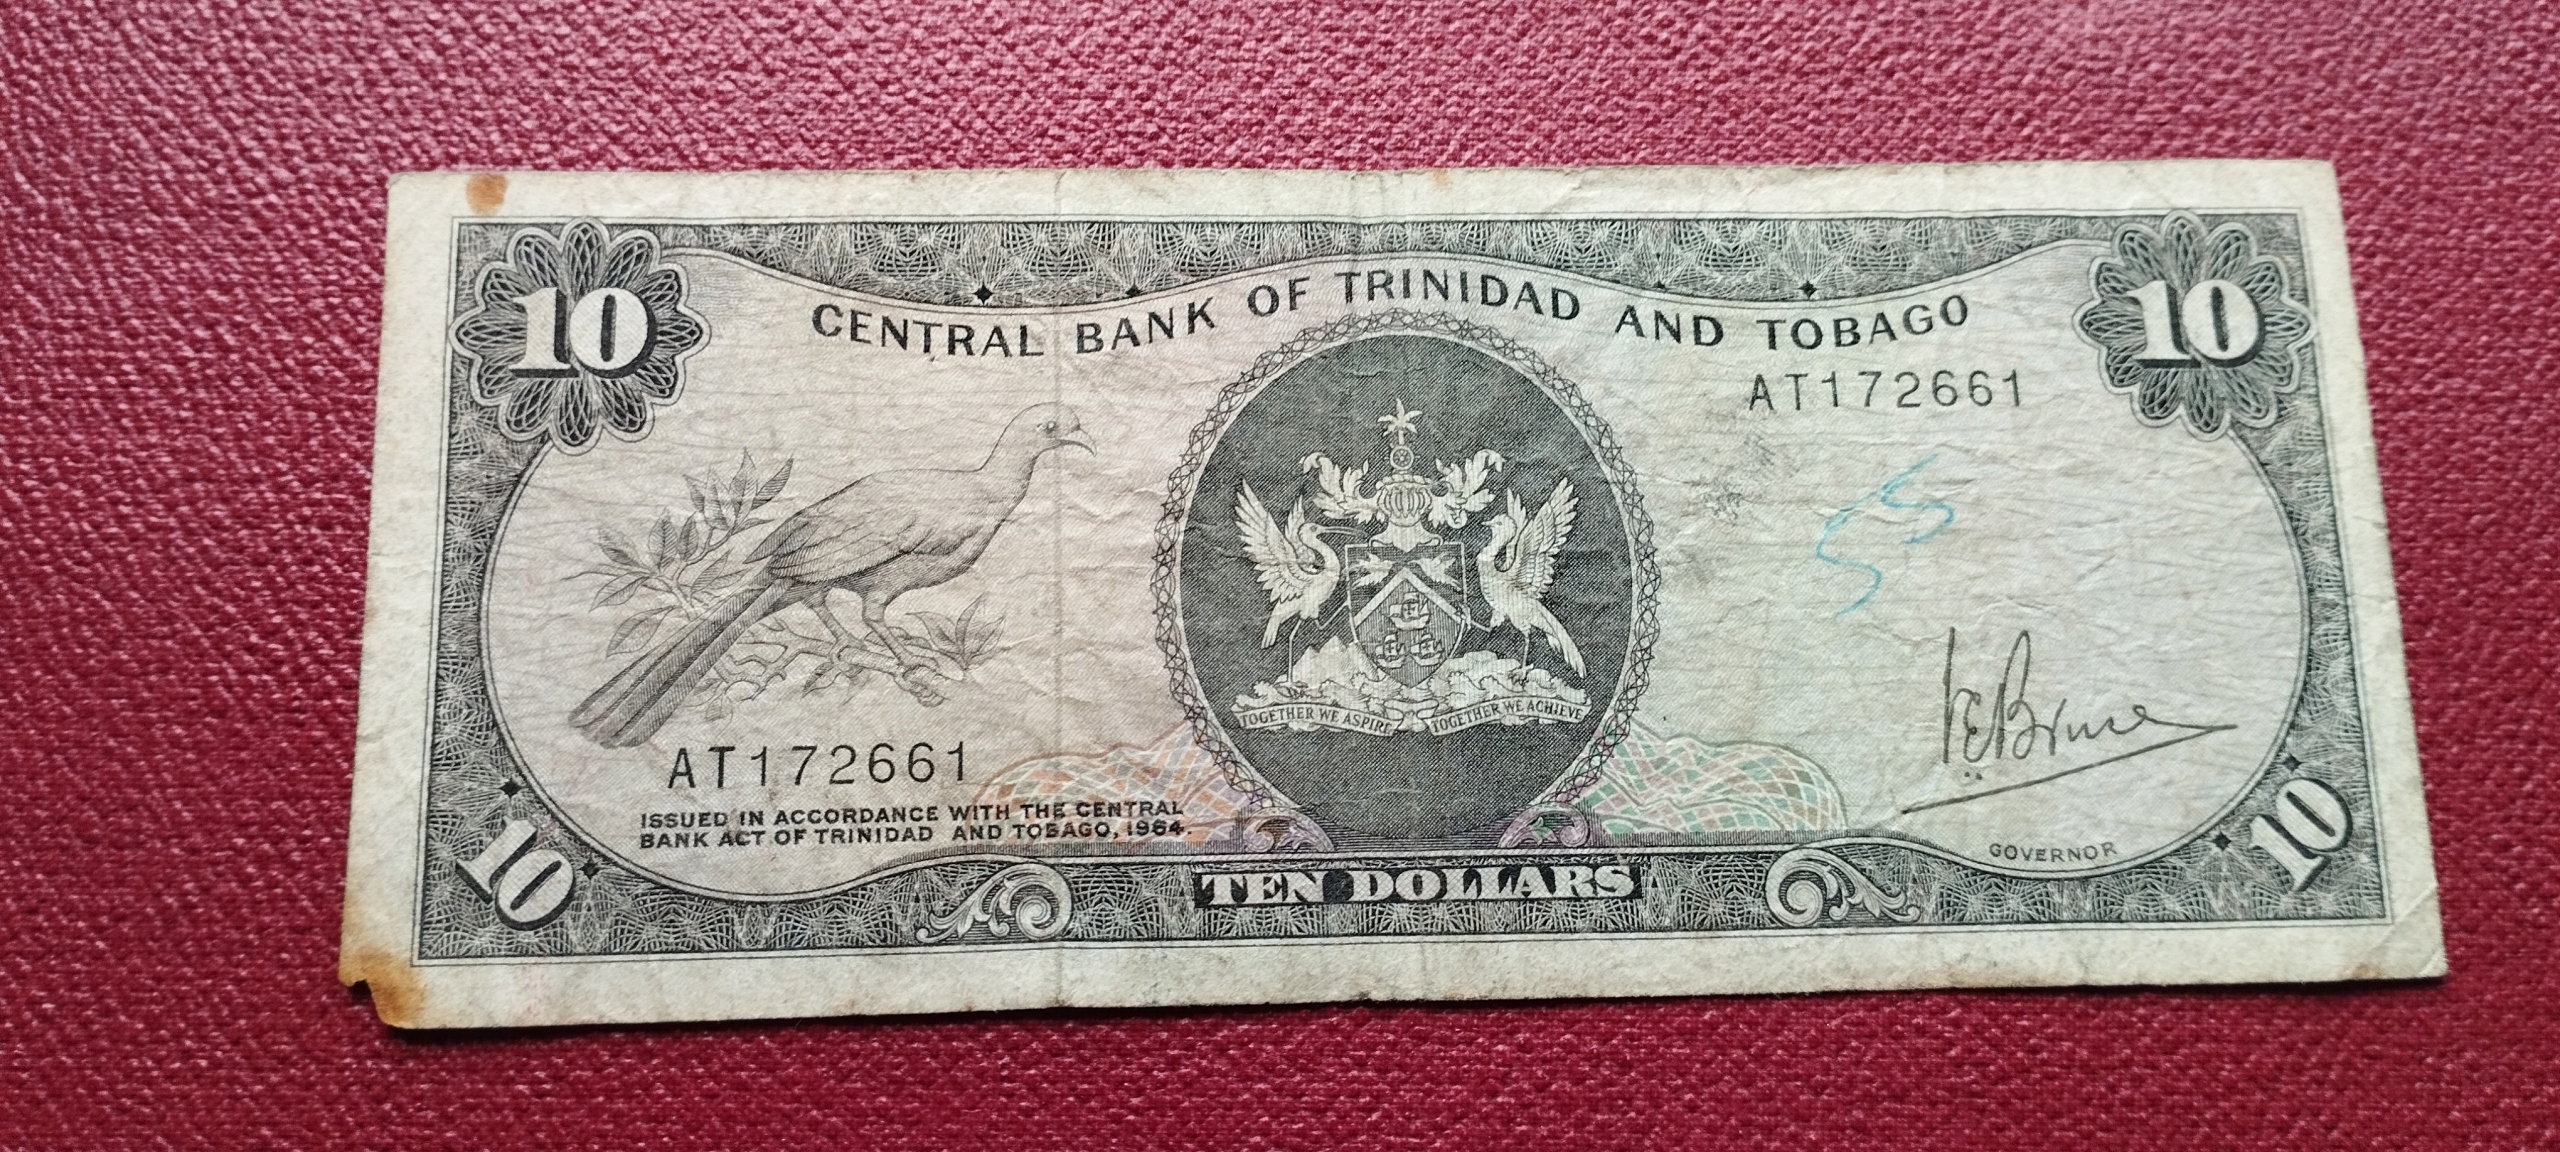 10
10
CENTRAL BANK OF TRINIDAD AND TOBAGO
AT172661
TOGETHER WE ASPIRE TOGETHER WE ACHIEVE
AT172661
ISSUED IN ACCORDANCE WITH THE CENTRAL
BANK ACT OF TRINIDAD AND TOBAGO, 1964.
VEBruce
GOVERNOR
10
TEN DOLLARS
10